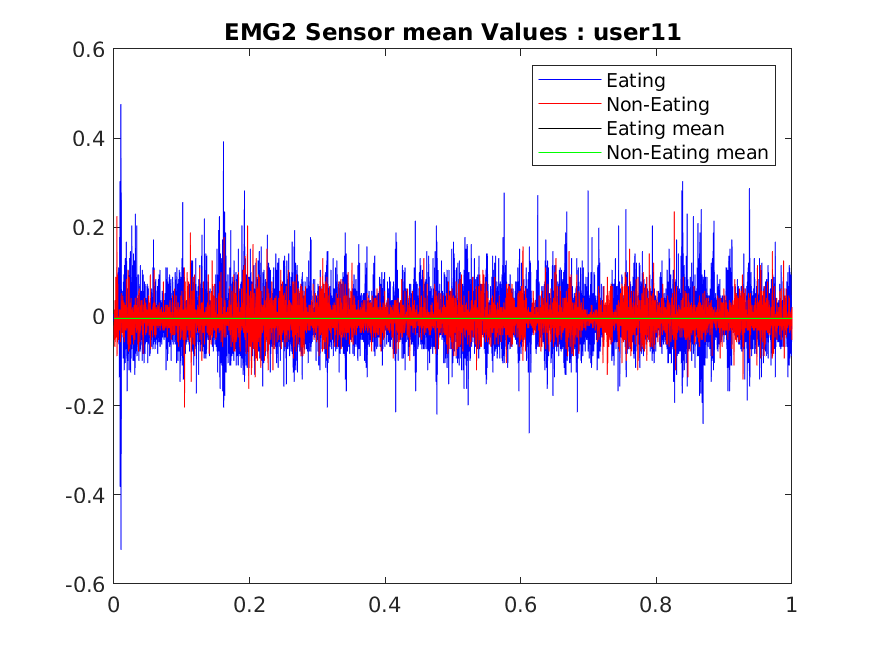 EMG2 Sensor mean Values : user11
0.6
Eating
Non-Eating
Eating mean
Non-Eating mean
0.4
0.2
0
-0.2
-0.4
-0.6
0 0.2 0.4 0.6 0.8 1